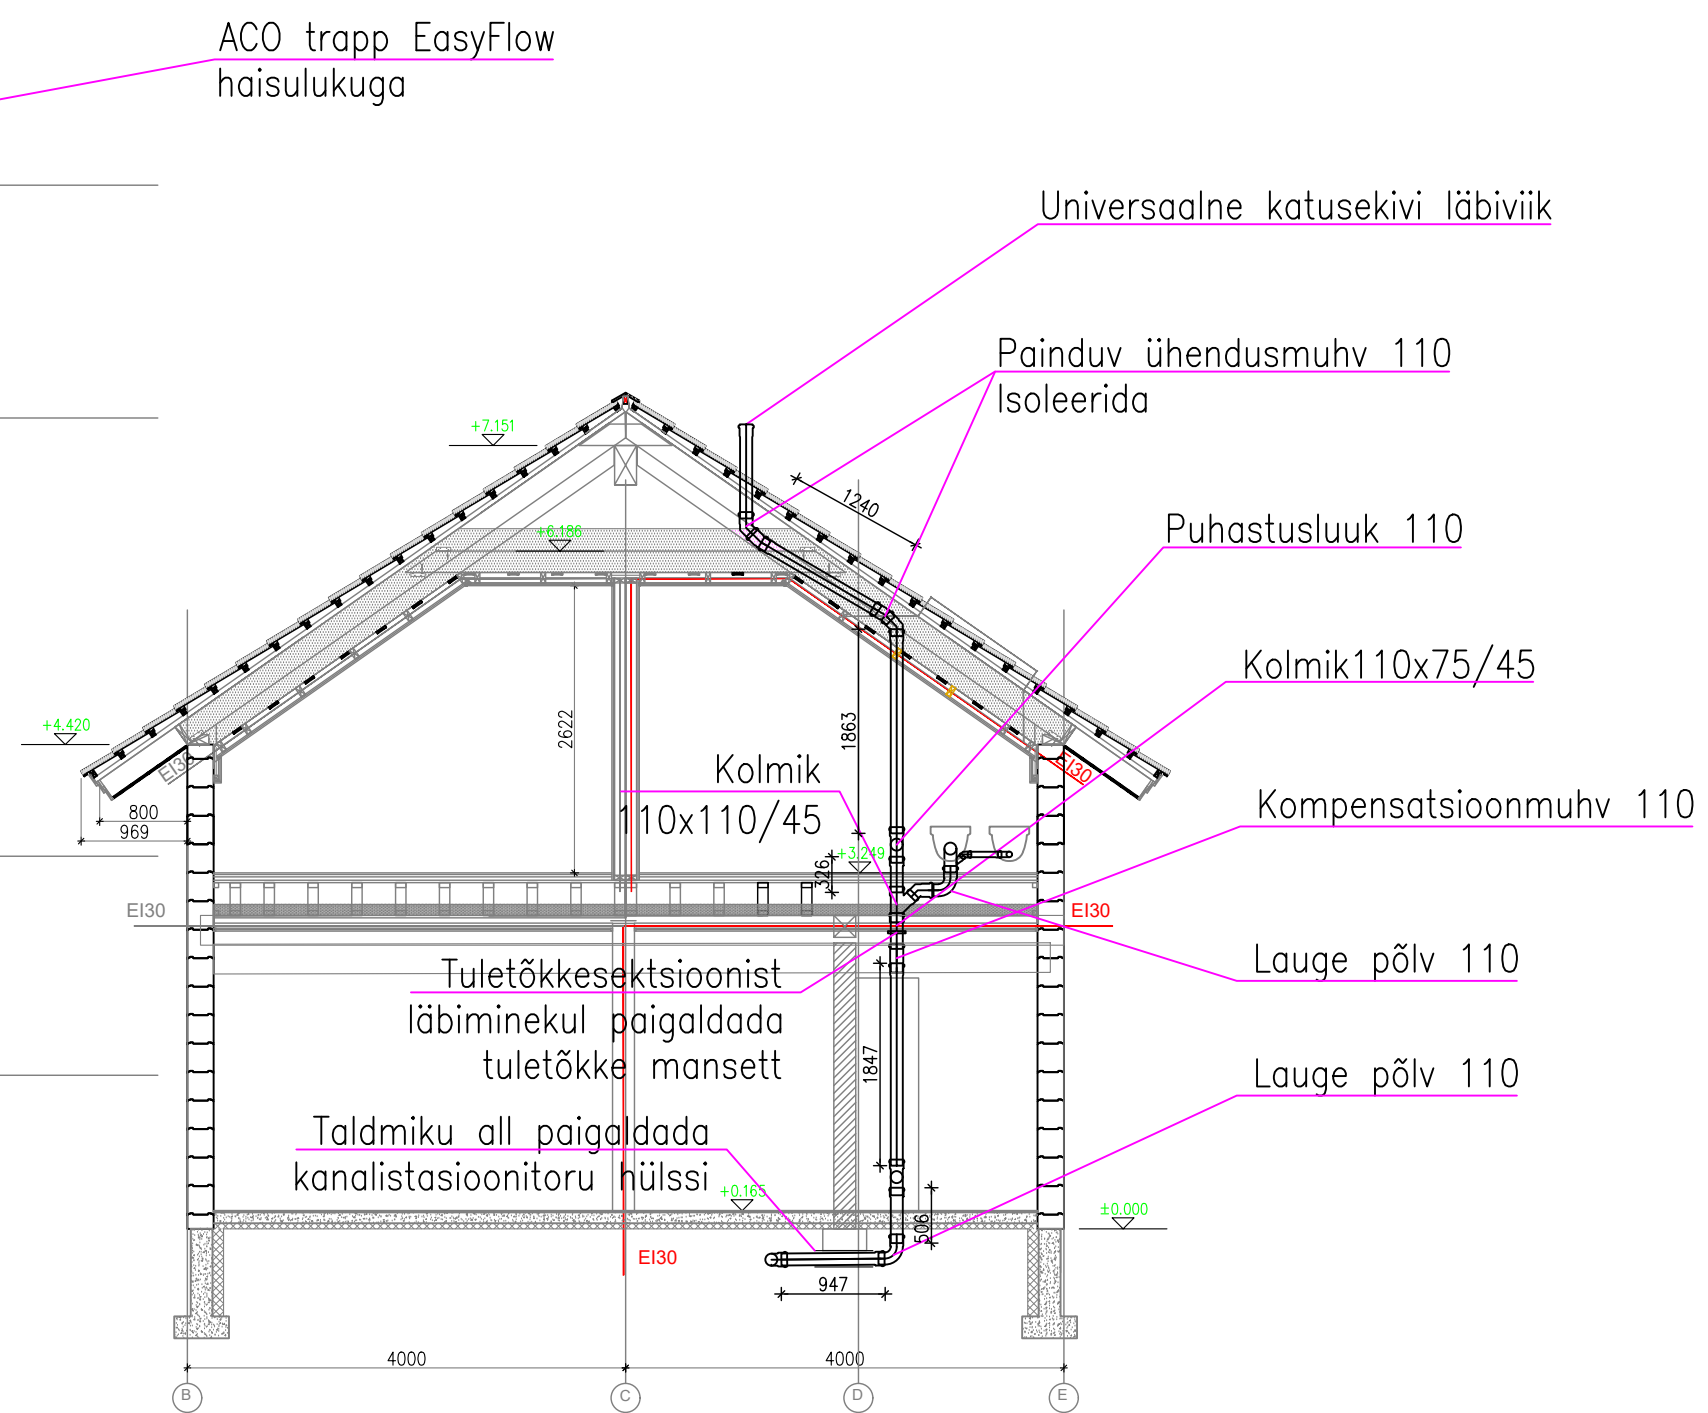 ACO trapp EasyFlow
haisulukuga
Universaalne katusekivi läbiviik
Painduv ühendusmuhv 110
Isoleerida
+7.151
1240
Puhastusluuk 110
+6.186
Kolmik110x75/45
+4.420
2622
1863
EI30
EI30
Kolmik
110x110/45
Kompensatsioonmuhv 110
800
969
+3.249
326
EI30
EI30
Lauge põlv 110
Tuletõkkesektsioonist
läbiminekul paigaldada
tuletõkke mansett
1847
Lauge põlv 110
Taldmiku all paigaldada
kanalistasioonitoru hülssi
+0.165
±0.000
506
EI30
947
4000
4000
B
C
D
E